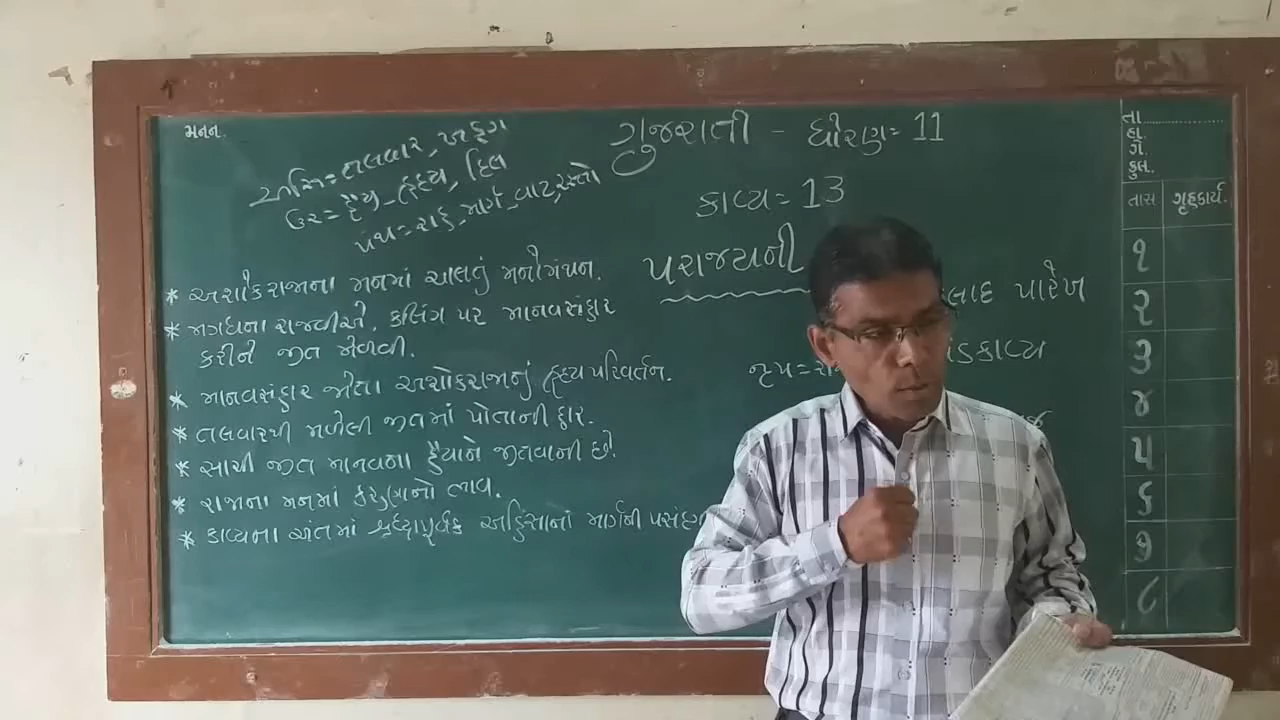 મનન.
ગુજરાતી - ધોરણ = 11
અસિ = તલવાર, ખડ્ગ
ઉર = હૈયુ, હૃદય, દિલ
પંથ = રાહ, માર્ગ, વાટ, રસ્તો
કાવ્ય = 13
પરાજયની
લાદ પારેખ
ંડકાવ્ય
નૃપ = રા
* અશોકરાજાના મનમાં ચાલતું મનોમંથન.
* મગધના રાજવીએ, કલિંગ પર માનવસંહાર
કરીને જીત મેળવી.
* માનવસંહાર જોતા અશોકરાજાનું હૃદય પરિવર્તન.
* તલવારથી મળેલી જીતમાં પોતાની હાર.
* સાચી જીત માનવના હૈયાને જીતવાની છે.
* રાજાના મનમાં કરુણાનો ભાવ.
* કાવ્યના અંતમાં શ્રદ્ધાપૂર્વક અહિંસાનાં માર્ગની પસંદગ
તા..........
હા.
ગે.
કુલ.
તાસ ગૃહકાર્ય.
૧
૨
૩
૪
૫
૬
૭
૮